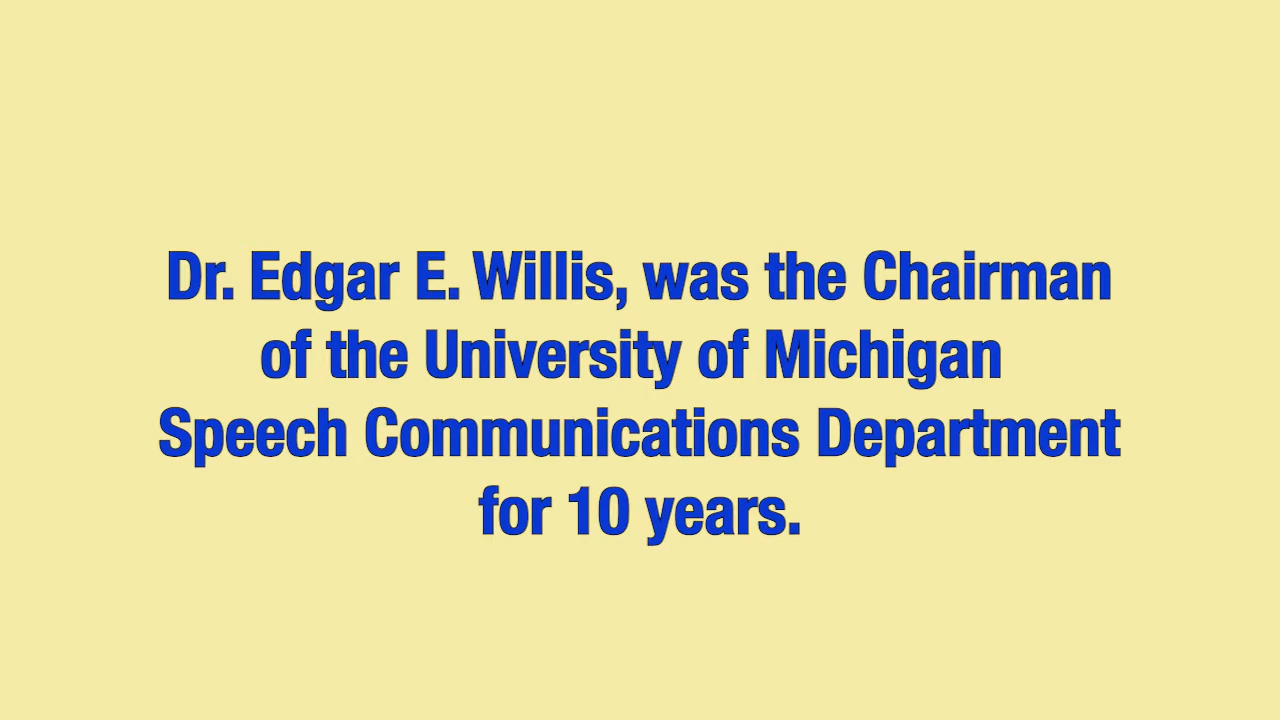 Dr. Edgar E. Willis, was the Chairman
of the University of Michigan
Speech Communications Department
for 10 years.